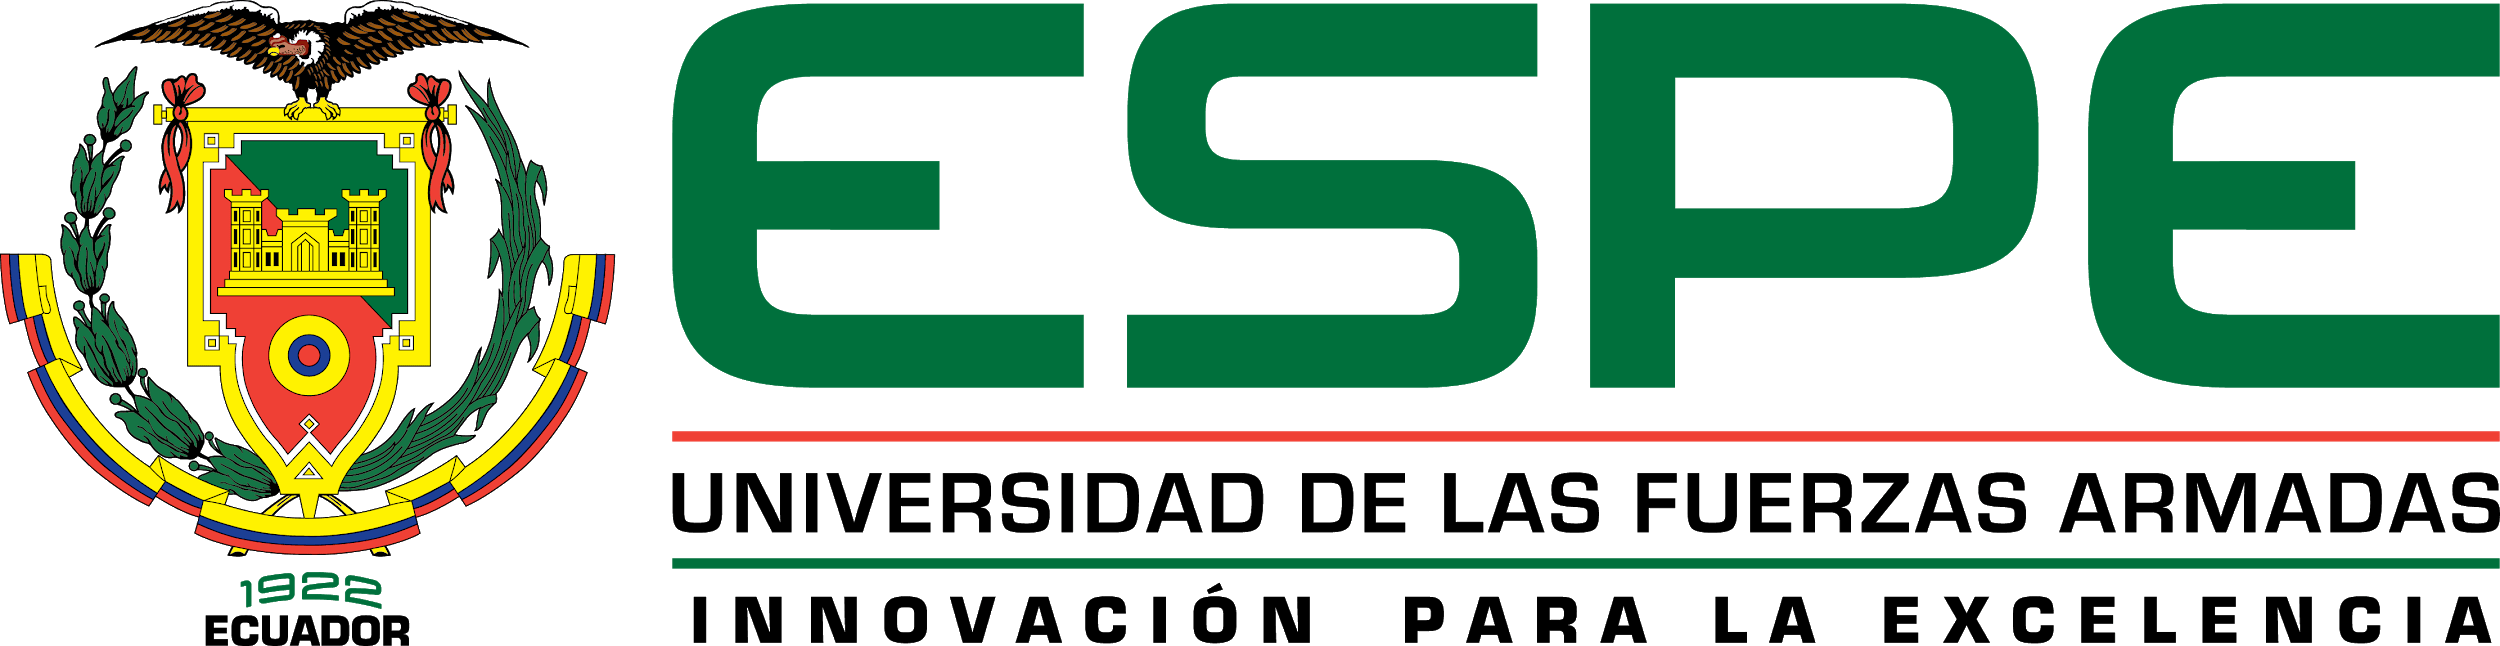 ESPE
UNIVERSIDAD DE LAS FUERZAS ARMADAS
INNOVACIÓN PARA LA EXCELENCIA
1922
ECUADOR